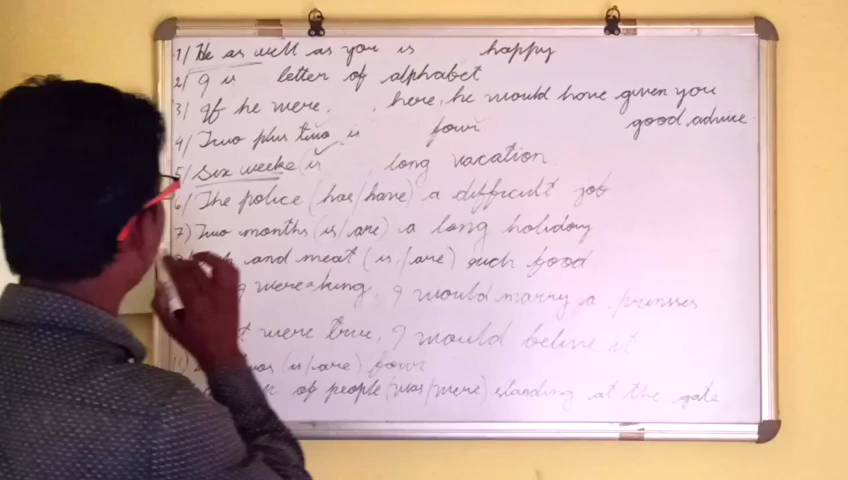 1/ He as well as you is happy
2/ 9 is letter of alphabet
3/ If he were here, he would have given you
good advice
4/ Two plus two is four
5/ Six weeks is long vacation
6/ The police (has/have) a difficult job
7) Two months (is/are) a long holiday
and meat (is/are) such food
were a king, I would marry a prinsses
t were true, I would belive it
11) (is/are) four
of people (was/were) standing at the gate